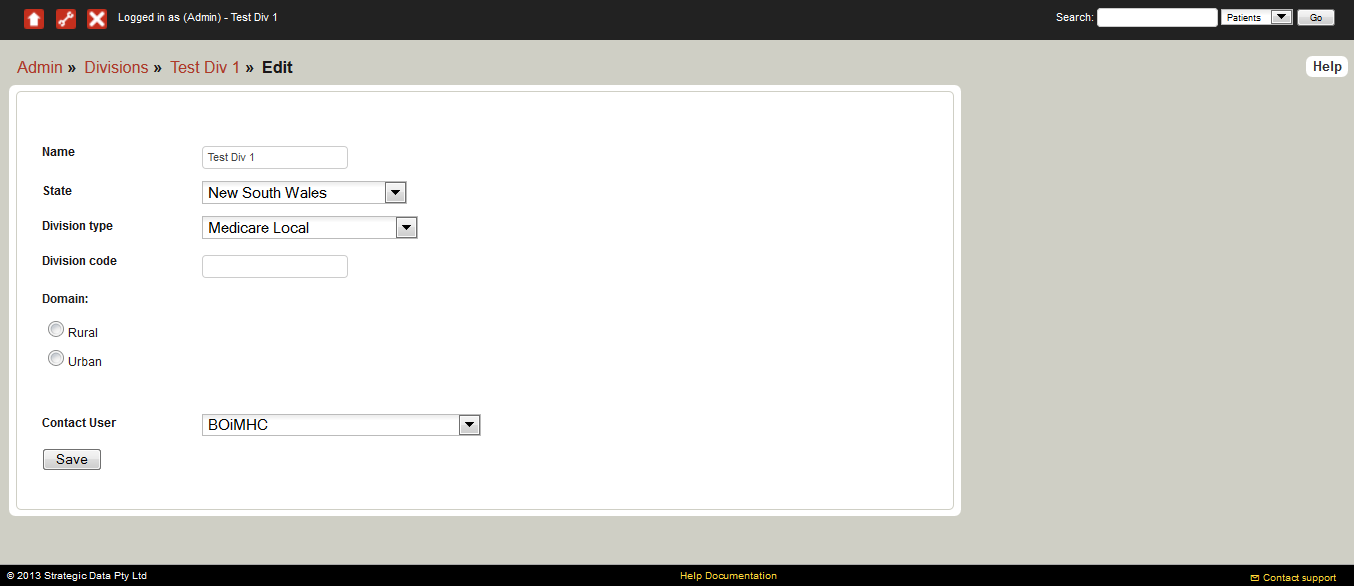 Logged in as (Admin) - Test Div 1
Search: Patients Go
Admin » Divisions » Test Div 1 » Edit
Help
Name Test Div 1
State New South Wales
Division type Medicare Local
Division code
Domain:
Rural
Urban
Contact User BOiMHC
Save
© 2013 Strategic Data Pty Ltd Help Documentation Contact support